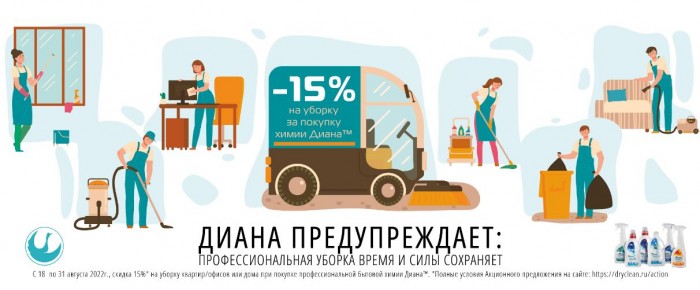 -15%
на уборку
за покупку
химии Диана™
ДИАНА ПРЕДУПРЕЖДАЕТ:
ПРОФЕССИОНАЛЬНАЯ УБОРКА ВРЕМЯ И СИЛЫ СОХРАНЯЕТ
С 18 по 31 августа 2022г., скидка 15%* на уборку квартир/офисов или дома при покупке профессиональной бытовой химии Диана™. *Полные условия Акционного предложения на сайте: https://dryclean.ru/action